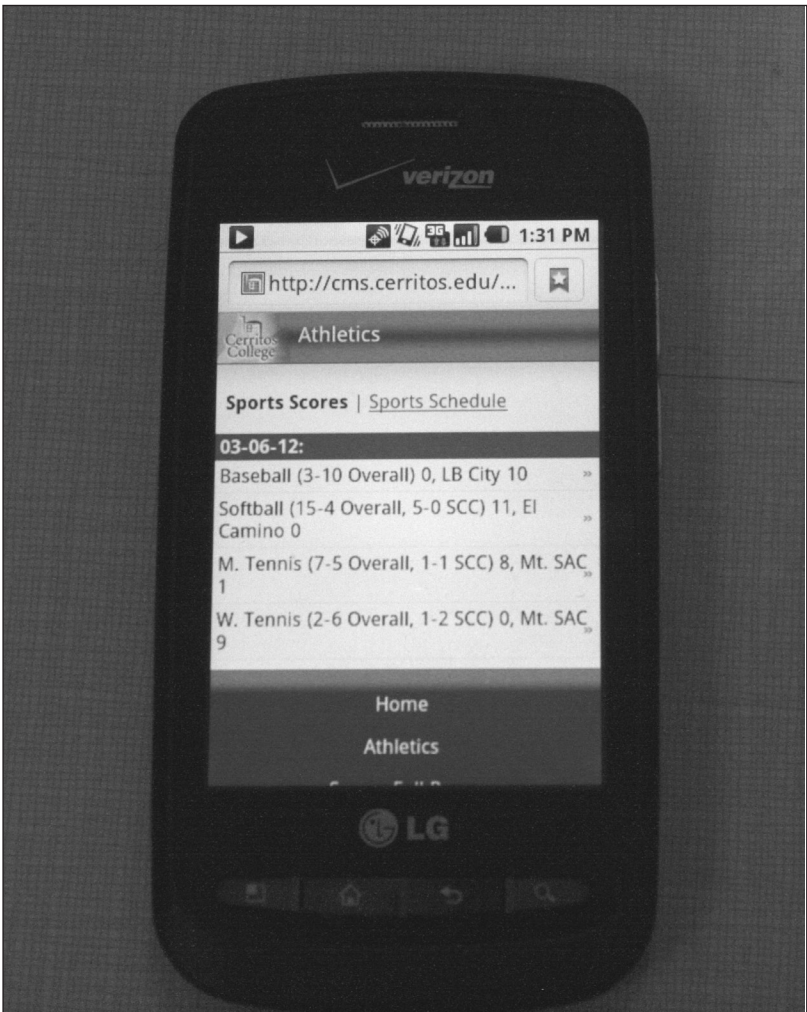 verizon
3G 1:31 PM
http://cms.cerritos.edu/...
Cerritos
College
Athletics
Sports Scores | Sports Schedule
03-06-12:
Baseball (3-10 Overall) 0, LB City 10 »
Softball (15-4 Overall, 5-0 SCC) 11, El
Camino 0 »
M. Tennis (7-5 Overall, 1-1 SCC) 8, Mt. SAC »
1
W. Tennis (2-6 Overall, 1-2 SCC) 0, Mt. SAC »
9
Home
Athletics
LG